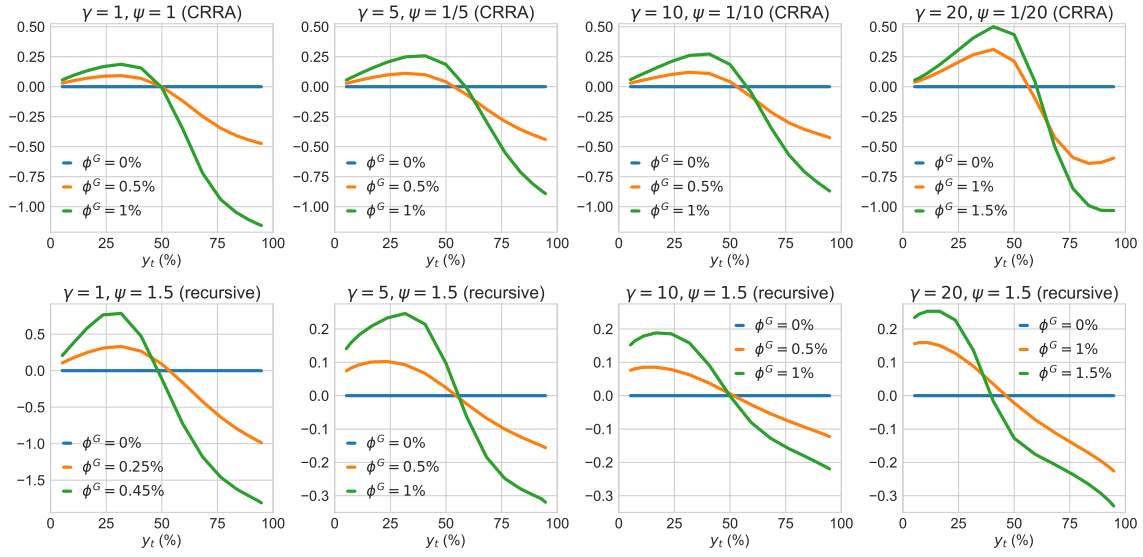 γ = 1, ψ = 1 (CRRA)
0.50
0.25
0.00
−0.25
−0.50
−0.75
−1.00
ϕ^G = 0%
ϕ^G = 0.5%
ϕ^G = 1%
0 25 50 75 100
y_t (%)
γ = 5, ψ = 1/5 (CRRA)
0.50
0.25
0.00
−0.25
−0.50
−0.75
−1.00
ϕ^G = 0%
ϕ^G = 0.5%
ϕ^G = 1%
0 25 50 75 100
y_t (%)
γ = 10, ψ = 1/10 (CRRA)
0.50
0.25
0.00
−0.25
−0.50
−0.75
−1.00
ϕ^G = 0%
ϕ^G = 0.5%
ϕ^G = 1%
0 25 50 75 100
y_t (%)
γ = 20, ψ = 1/20 (CRRA)
0.50
0.25
0.00
−0.25
−0.50
−0.75
−1.00
ϕ^G = 0%
ϕ^G = 1%
ϕ^G = 1.5%
0 25 50 75 100
y_t (%)
γ = 1, ψ = 1.5 (recursive)
0.5
0.0
−0.5
−1.0
−1.5
ϕ^G = 0%
ϕ^G = 0.25%
ϕ^G = 0.45%
0 25 50 75 100
y_t (%)
γ = 5, ψ = 1.5 (recursive)
0.2
0.1
0.0
−0.1
−0.2
−0.3
ϕ^G = 0%
ϕ^G = 0.5%
ϕ^G = 1%
0 25 50 75 100
y_t (%)
γ = 10, ψ = 1.5 (recursive)
0.2
0.1
0.0
−0.1
−0.2
−0.3
ϕ^G = 0%
ϕ^G = 0.5%
ϕ^G = 1%
0 25 50 75 100
y_t (%)
γ = 20, ψ = 1.5 (recursive)
0.2
0.1
0.0
−0.1
−0.2
−0.3
ϕ^G = 0%
ϕ^G = 1%
ϕ^G = 1.5%
0 25 50 75 100
y_t (%)